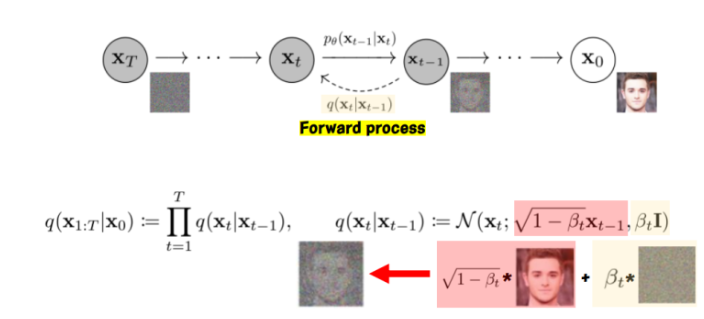 p_θ(x_{t−1}|x_t)
x_T ⟶ ··· ⟶ x_t ⟶ x_{t−1} ⟶ ··· ⟶ x_0
q(x_t|x_{t−1})
Forward process
q(x_{1:T}|x_0) ≔ ∏_{t=1}^{T} q(x_t|x_{t−1}), q(x_t|x_{t−1}) ≔ 𝒩(x_t; √(1 − β_t)x_{t−1}, β_tI)
√(1 − β_t)* + β_t*